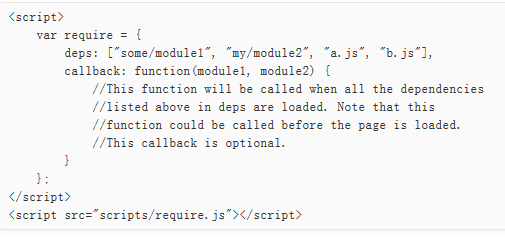 <script>
    var require = {
        deps: ["some/module1", "my/module2", "a.js", "b.js"],
        callback: function(module1, module2) {
            //This function will be called when all the dependencies
            //listed above in deps are loaded. Note that this
            //function could be called before the page is loaded.
            //This callback is optional.
        }
    };
</script>
<script src="scripts/require.js"></script>